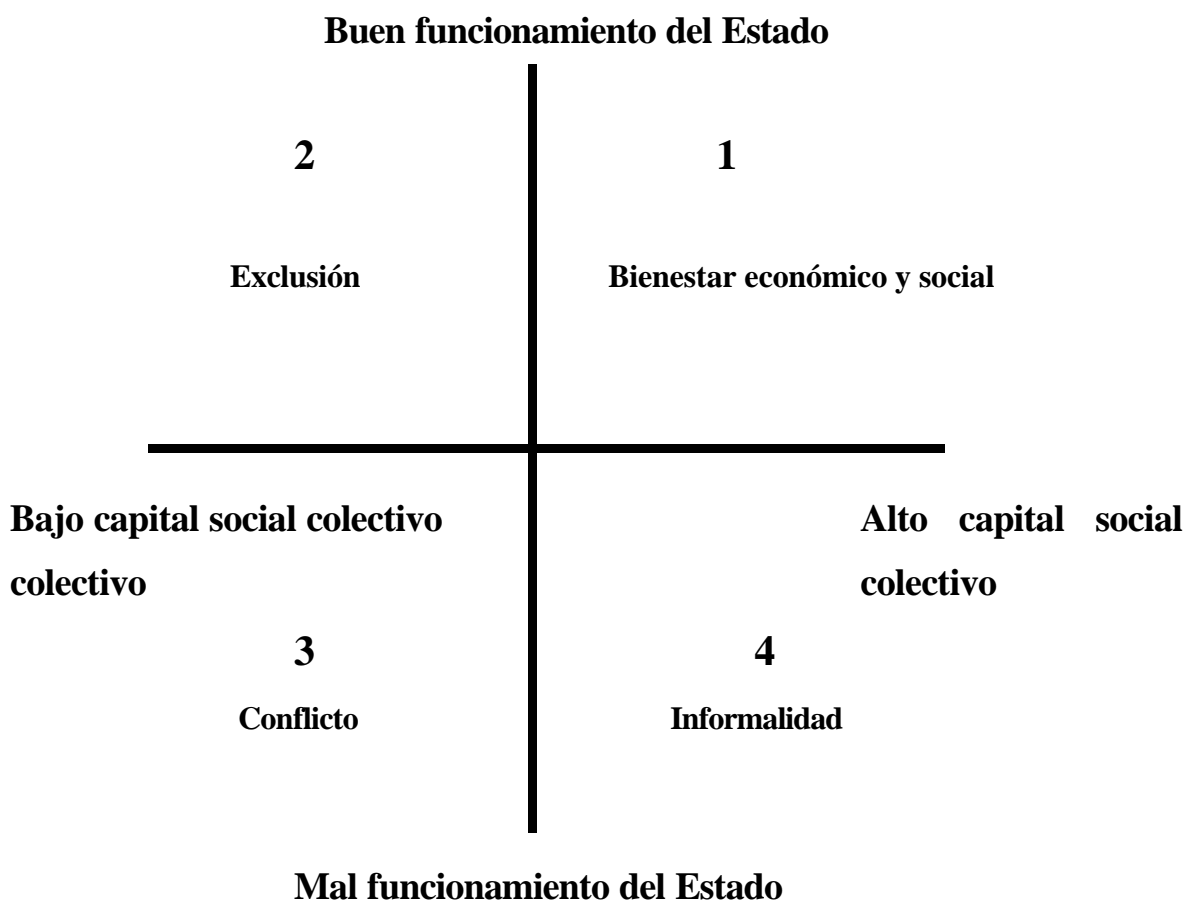 Buen funcionamiento del Estado
2 1
Exclusión Bienestar económico y social
Bajo capital social colectivo Alto capital social
colectivo colectivo
3 4
Conflicto Informalidad
Mal funcionamiento del Estado